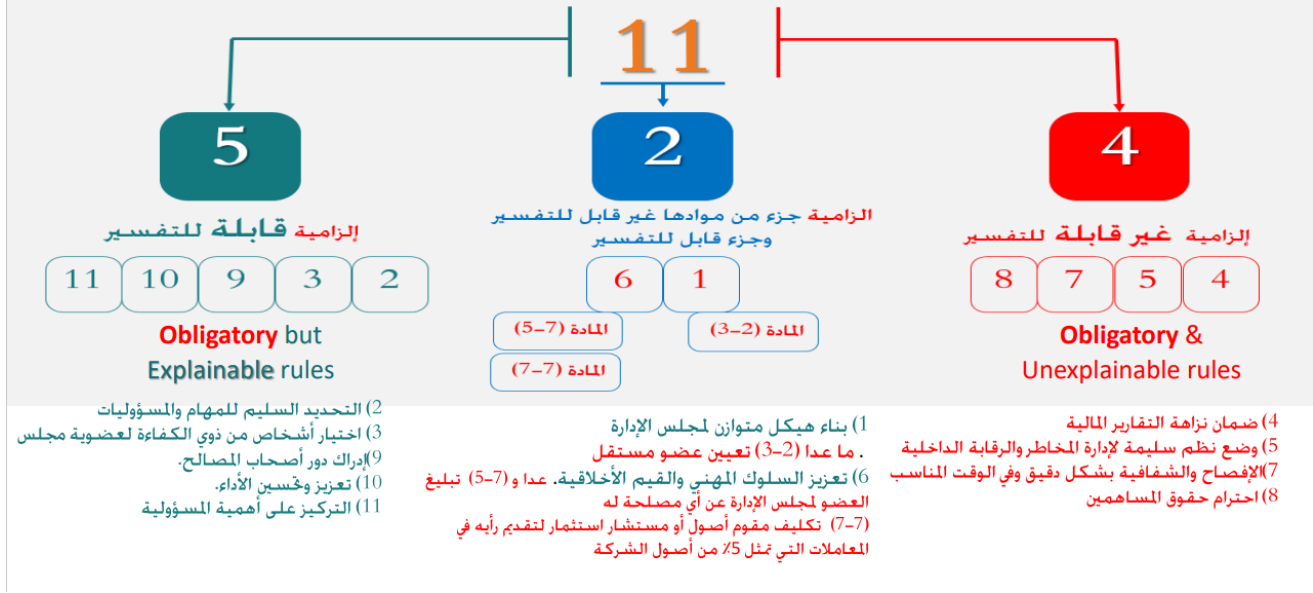 11
4
إلزامية غير قابلة للتفسير
4
5
7
8
Obligatory &
Unexplainable rules
4) ضمان نزاهة التقارير المالية
5) وضع نظم سليمة لإدارة المخاطر والرقابة الداخلية
7)الإفصاح والشفافية بشكل دقيق وفي الوقت المناسب
8) احترام حقوق المساهمين
2
الزامية جزء من موادها غير قابل للتفسير
وجزء قابل للتفسير
1
6
المادة (2-3)
المادة (7-5)
المادة (7-7)
1) بناء هيكل متوازن لمجلس الإدارة
. ما عدا (2-3) تعيين عضو مستقل
6) تعزيز السلوك المهني والقيم الأخلاقية. عدا و (7-5) تبليغ
العضو لمجلس الإدارة عن أي مصلحة له
(7-7) تكليف مقوم أصول أو مستشار استثمار لتقديم رأيه في
المعاملات التي تمثل 5٪ من أصول الشركة
5
إلزامية قابلة للتفسير
2
3
9
10
11
Obligatory but
Explainable rules
2) التحديد السليم للمهام والمسؤوليات
3) اختيار أشخاص من ذوي الكفاءة لعضوية مجلس
9)إدراك دور أصحاب المصالح.
10) تعزيز وتحسين الأداء.
11) التركيز على أهمية المسؤولية